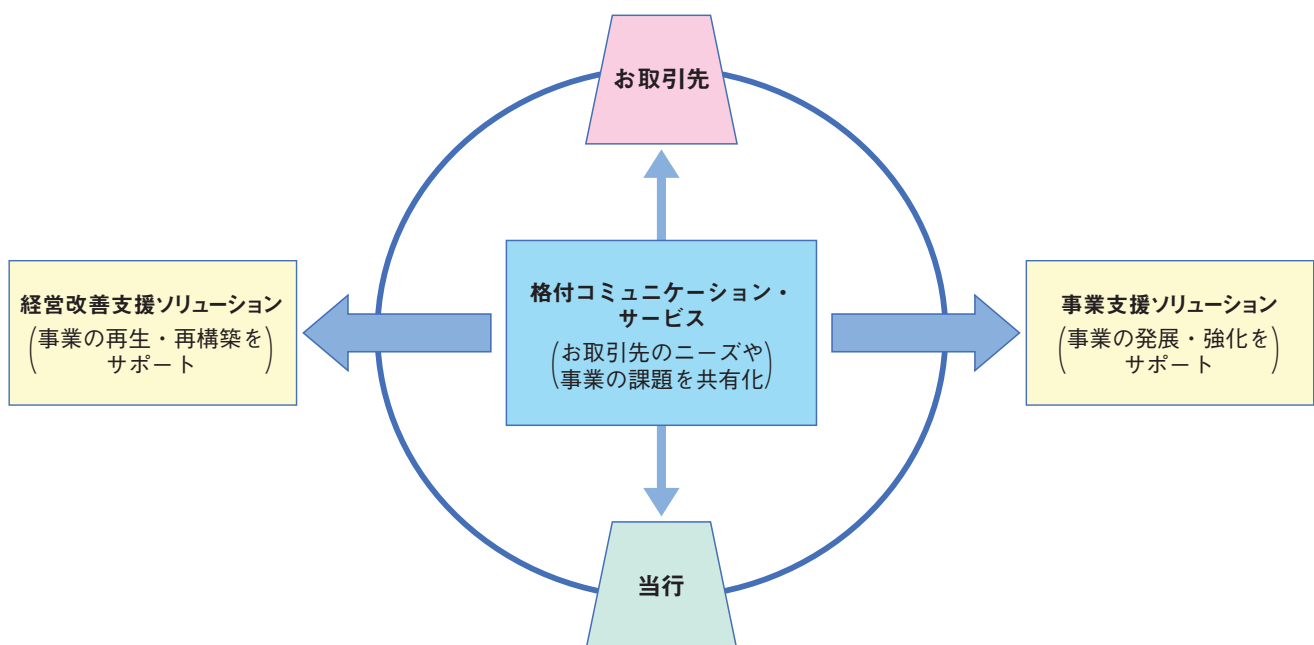 お取引先
経営改善支援ソリューション
(事業の再生・再構築を
サポート)
格付コミュニケーション・
サービス
(お取引先のニーズや
事業の課題を共有化)
事業支援ソリューション
(事業の発展・強化を
サポート)
当行